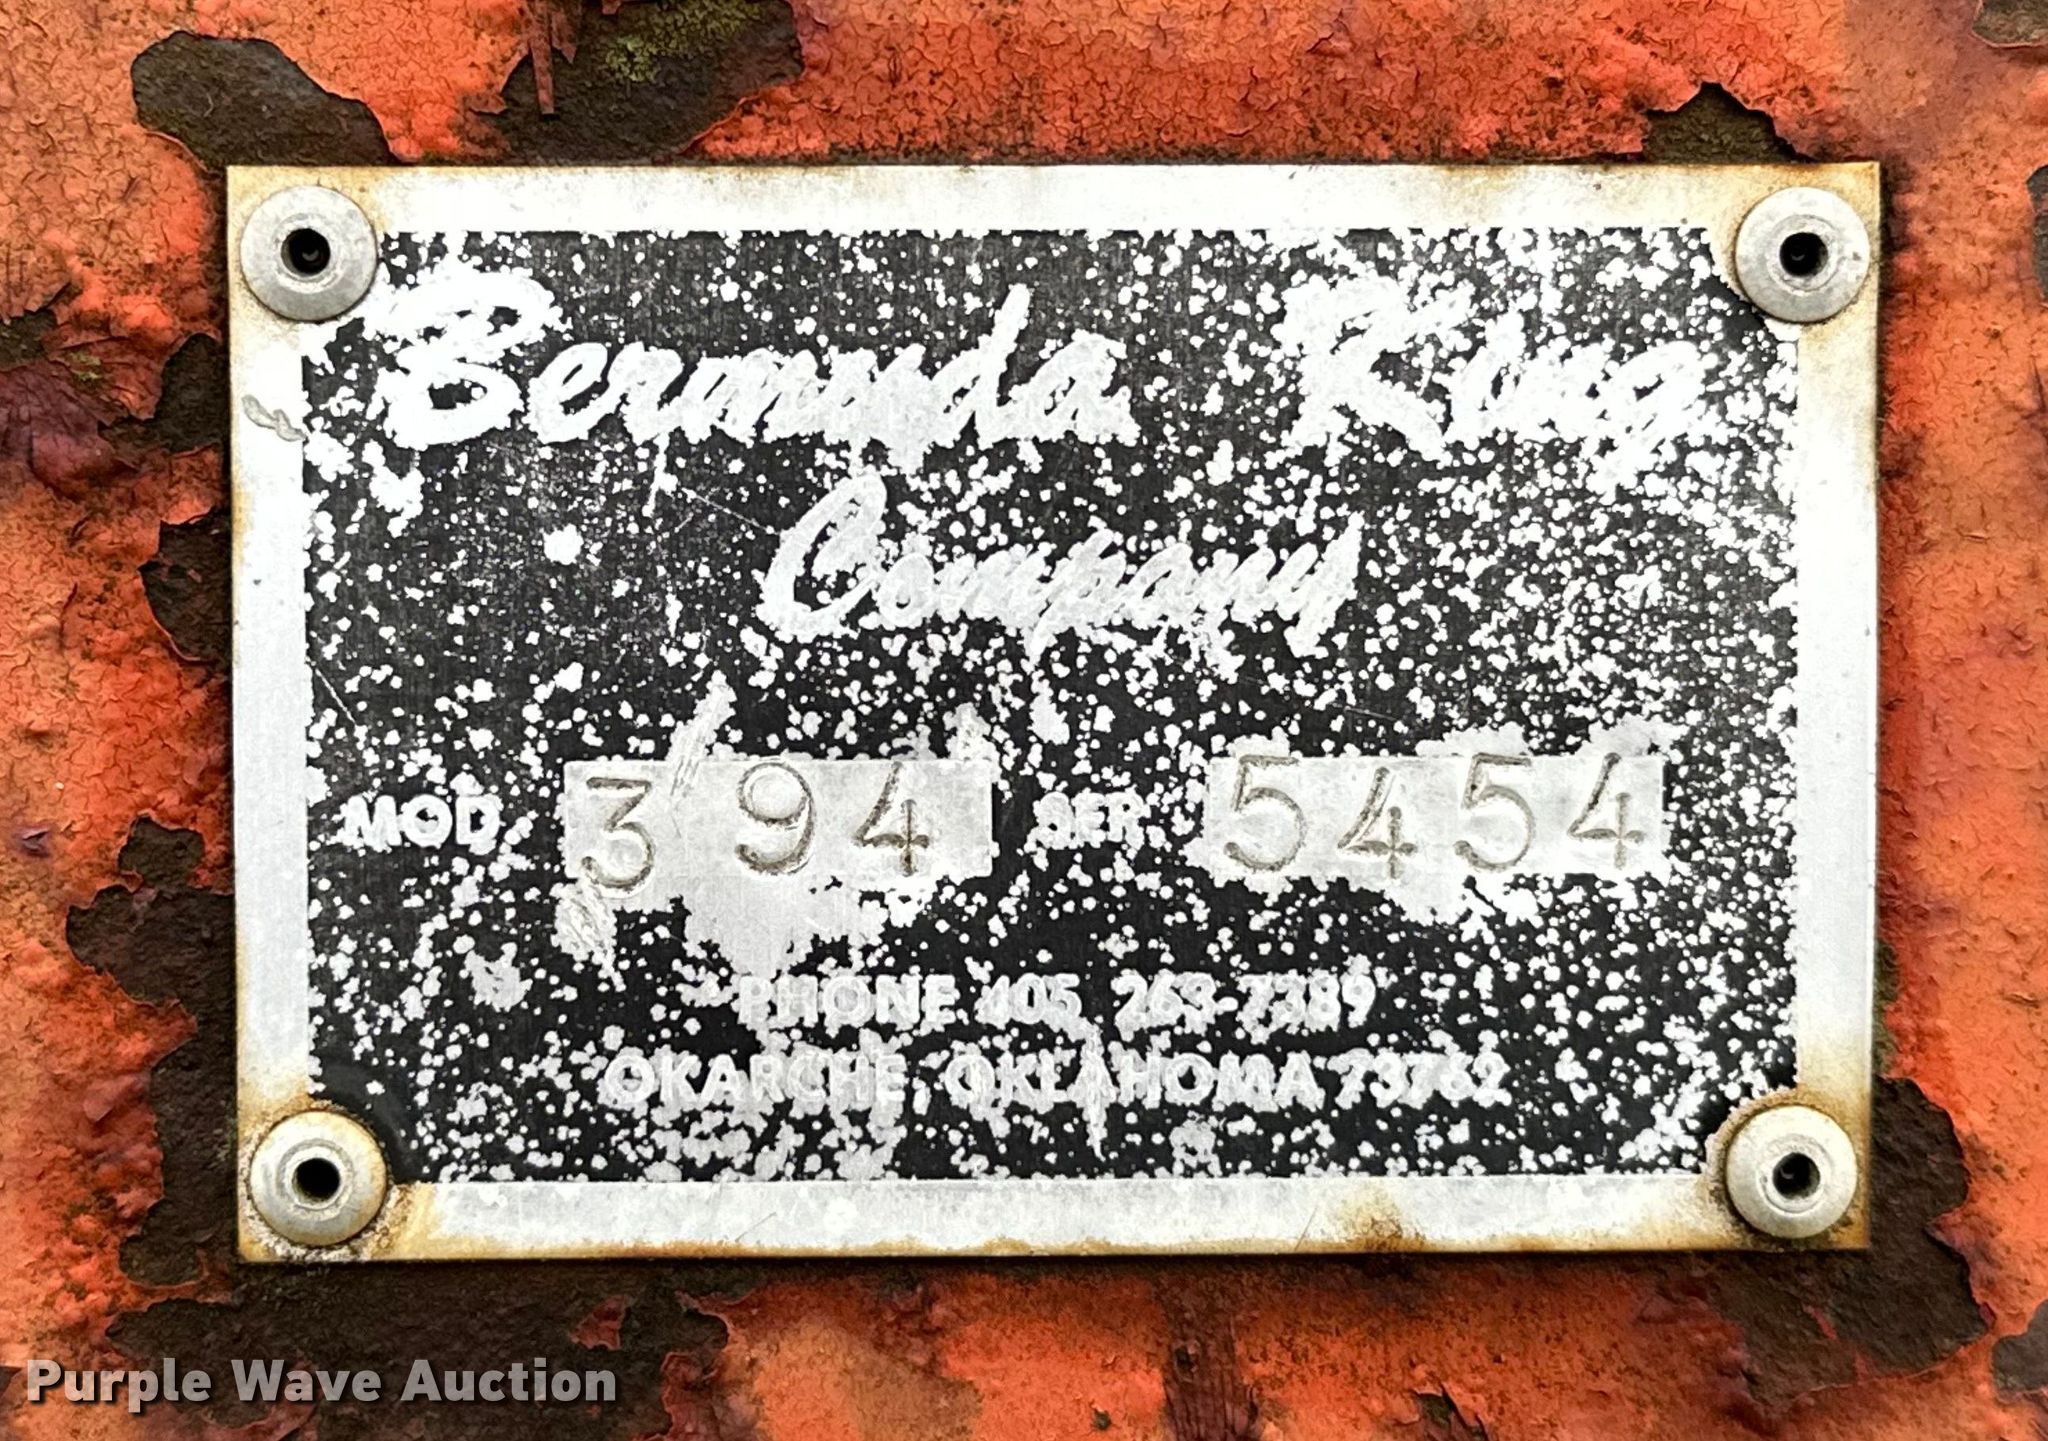 Bermuda King
Company
MOD. 394 SER. 5454
PHONE 405 263-7389
OKARCHE, OKLAHOMA 73762
Purple Wave Auction